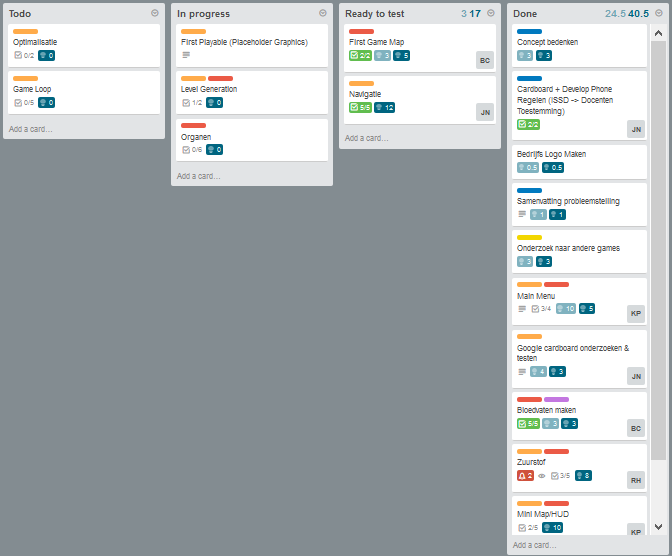 Todo
Optimalisatie
0/2 0
Game Loop
0/5 0
Add a card...
In progress
First Playable (Placeholder Graphics)
Level Generation
1/2 0
Organen
0/6 0
Add a card...
Ready to test 3 17
First Game Map
2/2 3 5
BC
Navigatie
5/5 12
JN
Add a card...
Done 24.5 40.5
Concept bedenken
3 3
Cardboard + Develop Phone
Regelen (ISSD -> Docenten
Toestemming)
2/2
JN
Bedrijfs Logo Maken
0.5 0.5
Samenvatting probleemstelling
1 1
Onderzoek naar andere games
3 3
Main Menu
3/4 10 5
KP
Google cardboard onderzoeken &
testen
4 3
JN
Bloedvaten maken
5/5 3 3
BC
Zuurstof
2 3/5 8
RH
Mini Map/HUD
2/5 10
KP
Add a card...